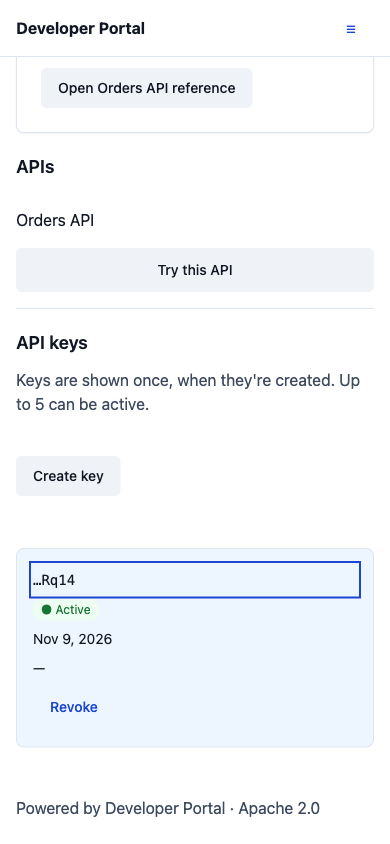 Developer Portal
≡
Open Orders API reference
APIs
Orders API
Try this API
API keys
Keys are shown once, when they're created. Up
to 5 can be active.
Create key
…Rq14
Active
Nov 9, 2026
—
Revoke
Powered by Developer Portal · Apache 2.0